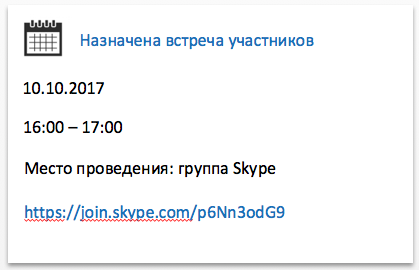 Назначена встреча участников
10.10.2017
16:00 – 17:00
Место проведения: группа Skype
https://join.skype.com/p6Nn3odG9